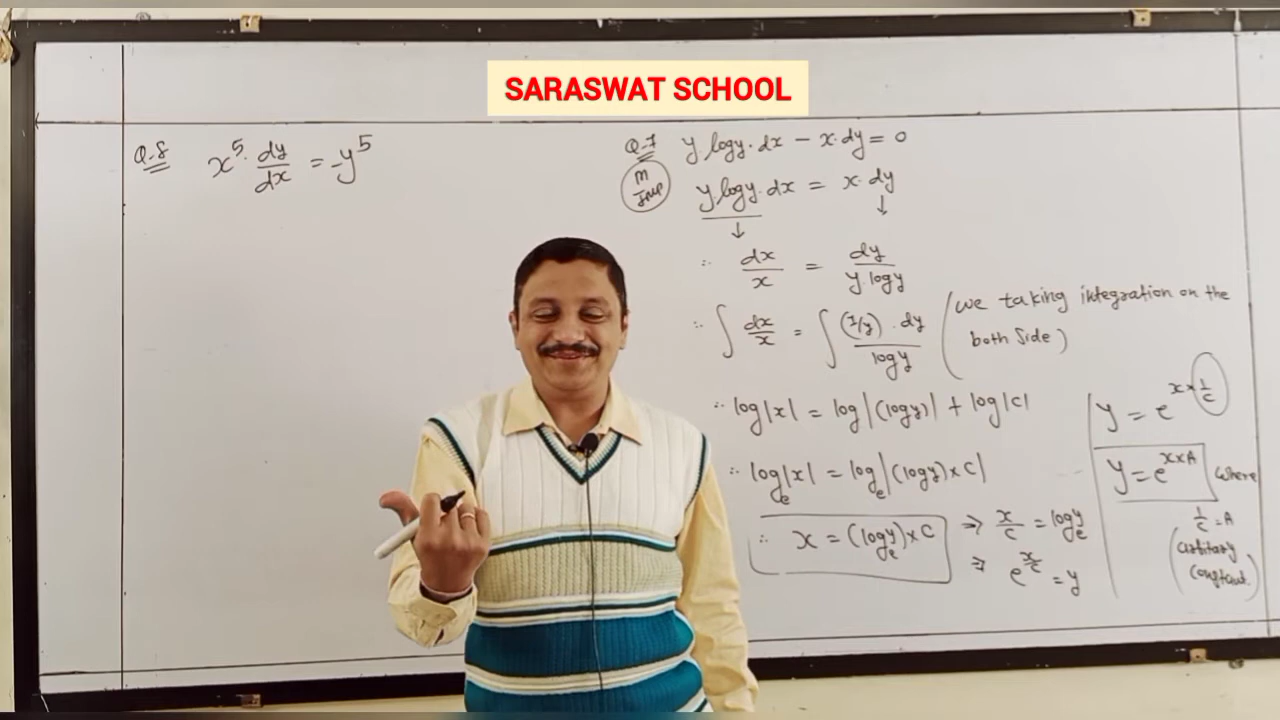 SARASWAT SCHOOL
Q-8 x⁵· dy/dx = -y⁵
Q-7 y·logy·dx - x·dy = 0
M Imp
y·logy·dx = x·dy
∴ dx/x = dy/(y·logy)
∴ ∫ dx/x = ∫ (1/y)·dy/logy (we taking integration on the
both side)
∴ log|x| = log|(logy)| + log|c|
∴ logₑ|x| = logₑ|(logy)×C|
∴ x = (logₑy)×C ⇒ x/c = logₑy
⇒ e^(x/c) = y
y = e^(x×1/c)
y = e^(x×A) Where
1/c = A
(arbitary
constant)